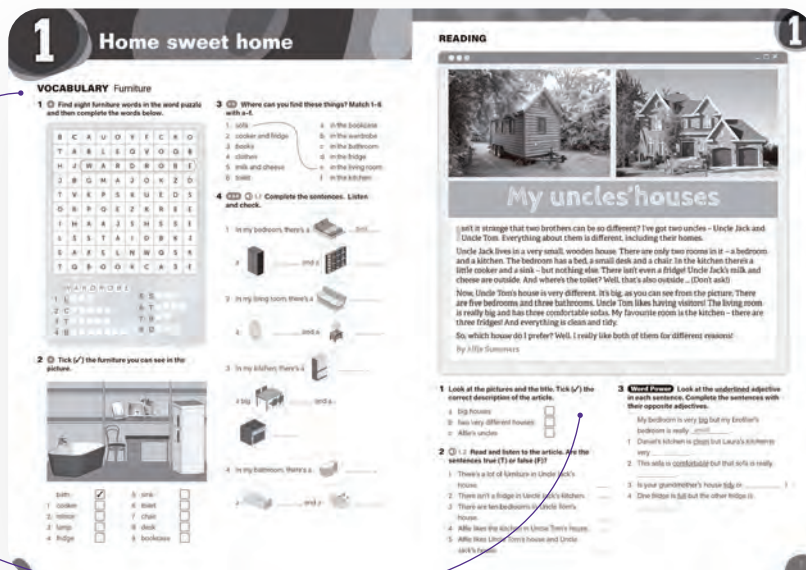 1
Home sweet home
VOCABULARY Furniture
1 Find eight furniture words in the word puzzle
and then complete the words below.
WARDROBE
2 Tick (✓) the furniture you can see in the
picture.
bath ✓
1 cooker
2 mirror
3 lamp
4 fridge
5 sink
6 toilet
7 chair
8 desk
9 bookcase
3 Where can you find these things? Match 1–6
with a–f.
1 sofa
2 cooker and fridge
3 books
4 clothes
5 milk and cheese
6 toilet
a in the bookcase
b in the wardrobe
c in the bathroom
d in the fridge
e in the living room
f in the kitchen
4 Complete the sentences. Listen
and check.
1 In my bedroom, there's a bed,
a and a
2 In my living room there's a
a and a
3 In my kitchen, there's a
a big and a
4 In my bathroom, there's a
a and a
READING
1
My uncles' houses
Isn't it strange that two brothers can be so different? I've got two uncles – Uncle Jack and
Uncle Tom. Everything about them is different, including their homes.
Uncle Jack lives in a very small, wooden house. There are only two rooms in it – a bedroom
and a kitchen. The bedroom has a bed, a small desk and a chair. In the kitchen there's a
little cooker and a sink – but nothing else. There isn't even a fridge! Uncle Jack's milk and
cheese are outside. And where's the toilet? Well, that's also outside ... (Don't ask!)
Now, Uncle Tom's house is very different. It's big, as you can see from the picture. There
are five bedrooms and three bathrooms. Uncle Tom likes having visitors! The living room
is really big and has three comfortable sofas. My favourite room is the kitchen – there are
three fridges! And everything is clean and tidy.
So, which house do I prefer? Well, I really like both of them for different reasons!
By Alfie Summers
1 Look at the pictures and the title. Tick (✓) the
correct description of the article.
a big houses
b two very different houses
c Alfie's uncles
2 Read and listen to the article. Are the
sentences true (T) or false (F)?
1 There's a lot of furniture in Uncle Jack's
house.
2 There isn't a fridge in Uncle Jack's kitchen.
3 There are ten bedrooms in Uncle Tom's
house.
4 Alfie likes the kitchen in Uncle Tom's house.
5 Alfie likes Uncle Tom's house and Uncle
Jack's house.
3 Word Power Look at the underlined adjective
in each sentence. Complete the sentences with
their opposite adjectives.
My bedroom is very big but my brother's
bedroom is really small.
1 Daniel's kitchen is clean but Laura's kitchen is
very
2 This sofa is comfortable but that sofa is really
3 Is your grandmother's house tidy or ?
4 One fridge is full but the other fridge is